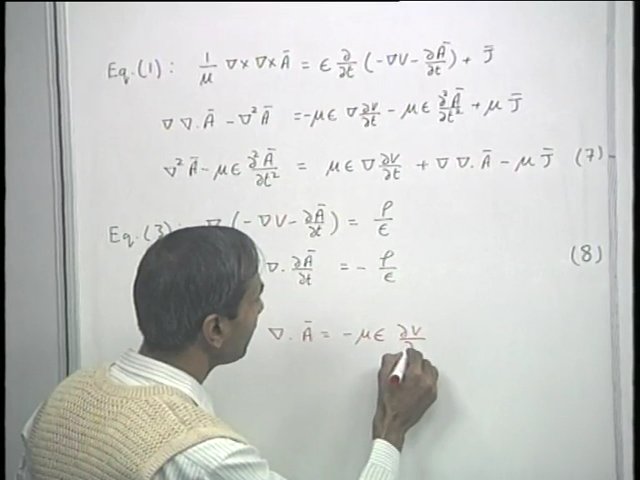 Eq.(1): 1/μ ∇×∇×Ā = ϵ ∂/∂t (-∇V - ∂Ā/∂t) + J̄
∇∇.Ā - ∇²Ā = -μϵ ∇ ∂V/∂t - μϵ ∂²Ā/∂t² + μJ̄
∇²Ā - μϵ ∂²Ā/∂t² = μϵ∇ ∂V/∂t + ∇∇.Ā - μJ̄ (7)
Eq.(3): (-∇V - ∂Ā/∂t) = ρ/ϵ
∇. ∂Ā/∂t = - ρ/ϵ (8)
∇.Ā = -μϵ ∂V/∂